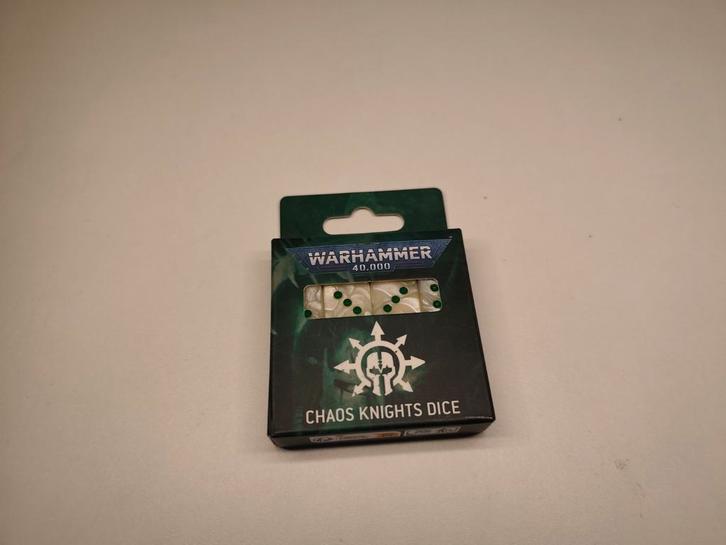 WARHAMMER
40,000
CHAOS KNIGHTS DICE